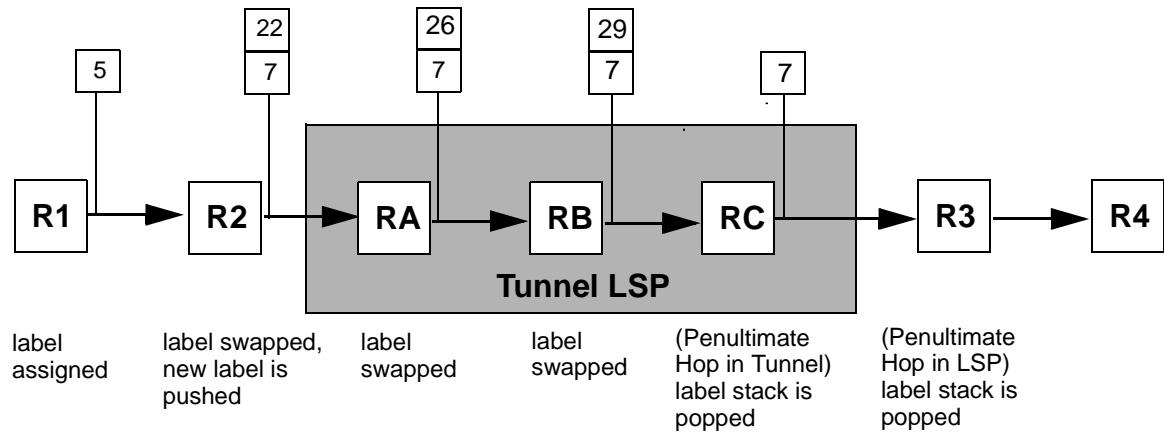 22
26
29
5
7
7
7
7
R1
R2
RA
RB
RC
R3
R4
Tunnel LSP
label
assigned
label swapped,
new label is
pushed
label
swapped
label
swapped
(Penultimate
Hop in Tunnel)
label stack is
popped
(Penultimate
Hop in LSP)
label stack is
popped